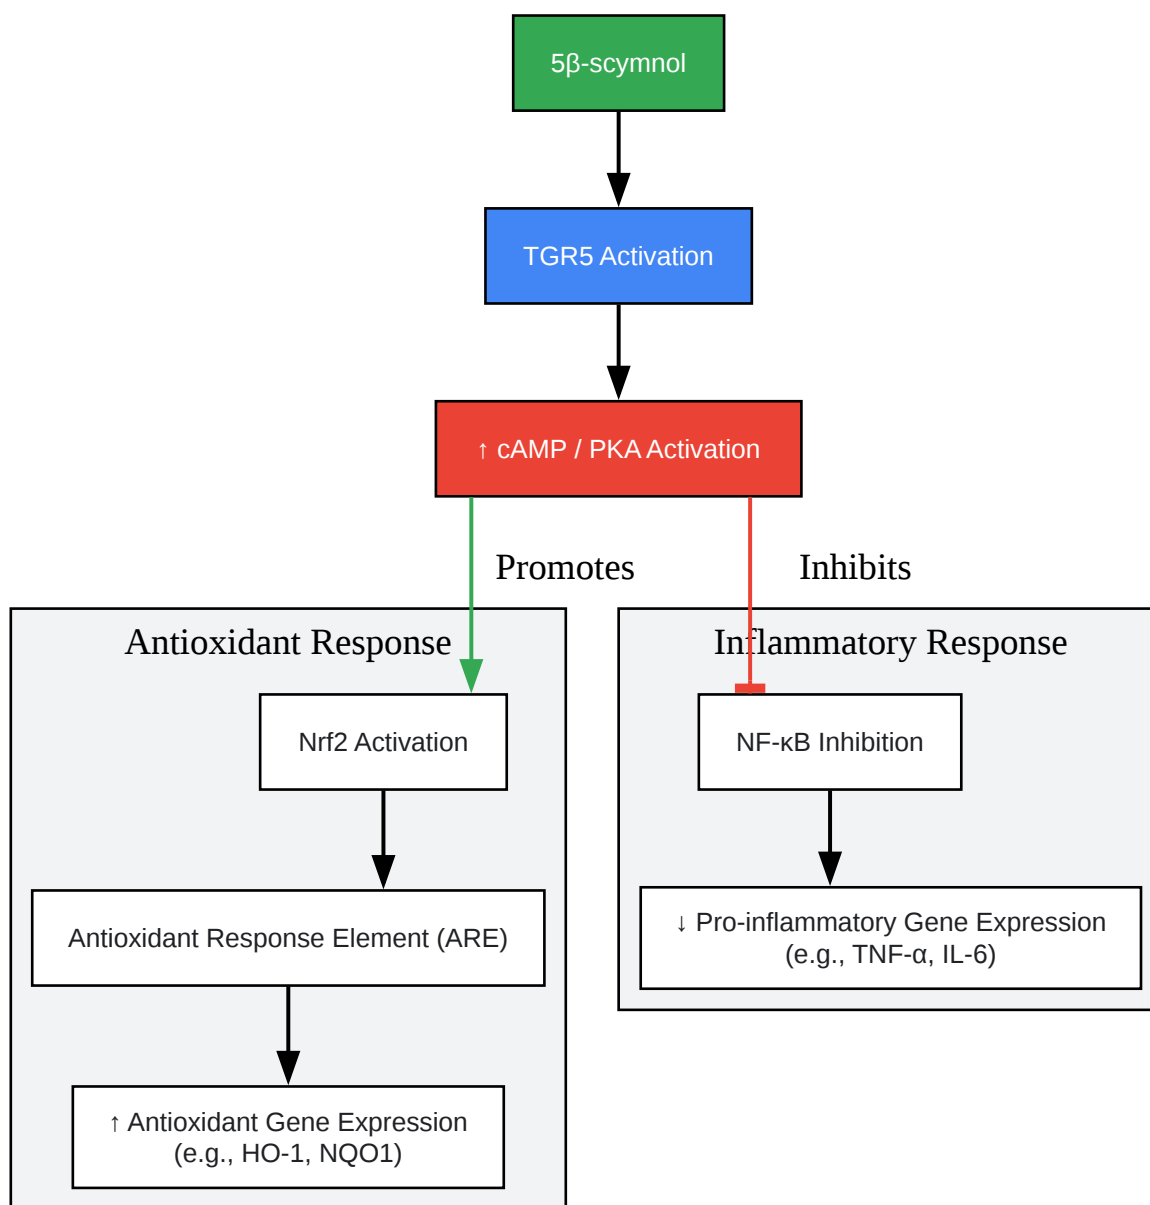 5β-scymnol
TGR5 Activation
↑ cAMP / PKA Activation
Promotes
Inhibits
Antioxidant Response
Inflammatory Response
Nrf2 Activation
NF-κB Inhibition
Antioxidant Response Element (ARE)
↓ Pro-inflammatory Gene Expression
(e.g., TNF-α, IL-6)
↑ Antioxidant Gene Expression
(e.g., HO-1, NQO1)